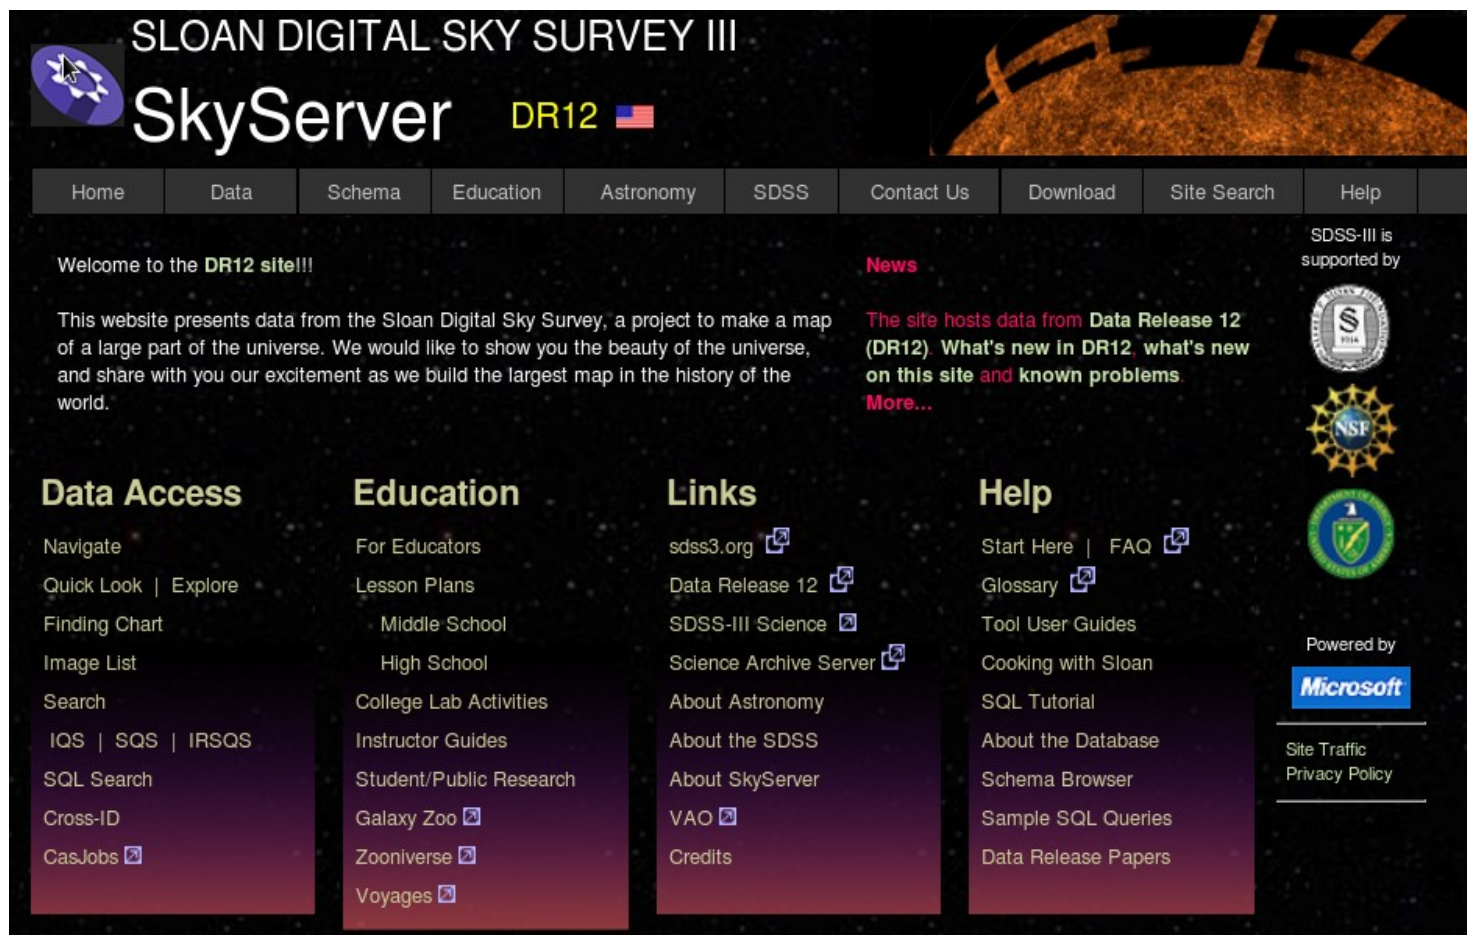 SLOAN DIGITAL SKY SURVEY III
SkyServer DR12
Home Data Schema Education Astronomy SDSS Contact Us Download Site Search Help
Welcome to the DR12 site!!!
This website presents data from the Sloan Digital Sky Survey, a project to make a map
of a large part of the universe. We would like to show you the beauty of the universe,
and share with you our excitement as we build the largest map in the history of the
world.
News
The site hosts data from Data Release 12
(DR12). What's new in DR12, what's new
on this site and known problems.
More...
SDSS-III is
supported by
S
1934
NSF
DEPARTMENT OF ENERGY
UNITED STATES OF AMERICA
Powered by
Microsoft
Site Traffic
Privacy Policy
Data Access
Navigate
Quick Look | Explore
Finding Chart
Image List
Search
IQS | SQS | IRSQS
SQL Search
Cross-ID
CasJobs
Education
For Educators
Lesson Plans
Middle School
High School
College Lab Activities
Instructor Guides
Student/Public Research
Galaxy Zoo
Zooniverse
Voyages
Links
sdss3.org
Data Release 12
SDSS-III Science
Science Archive Server
About Astronomy
About the SDSS
About SkyServer
VAO
Credits
Help
Start Here | FAQ
Glossary
Tool User Guides
Cooking with Sloan
SQL Tutorial
About the Database
Schema Browser
Sample SQL Queries
Data Release Papers